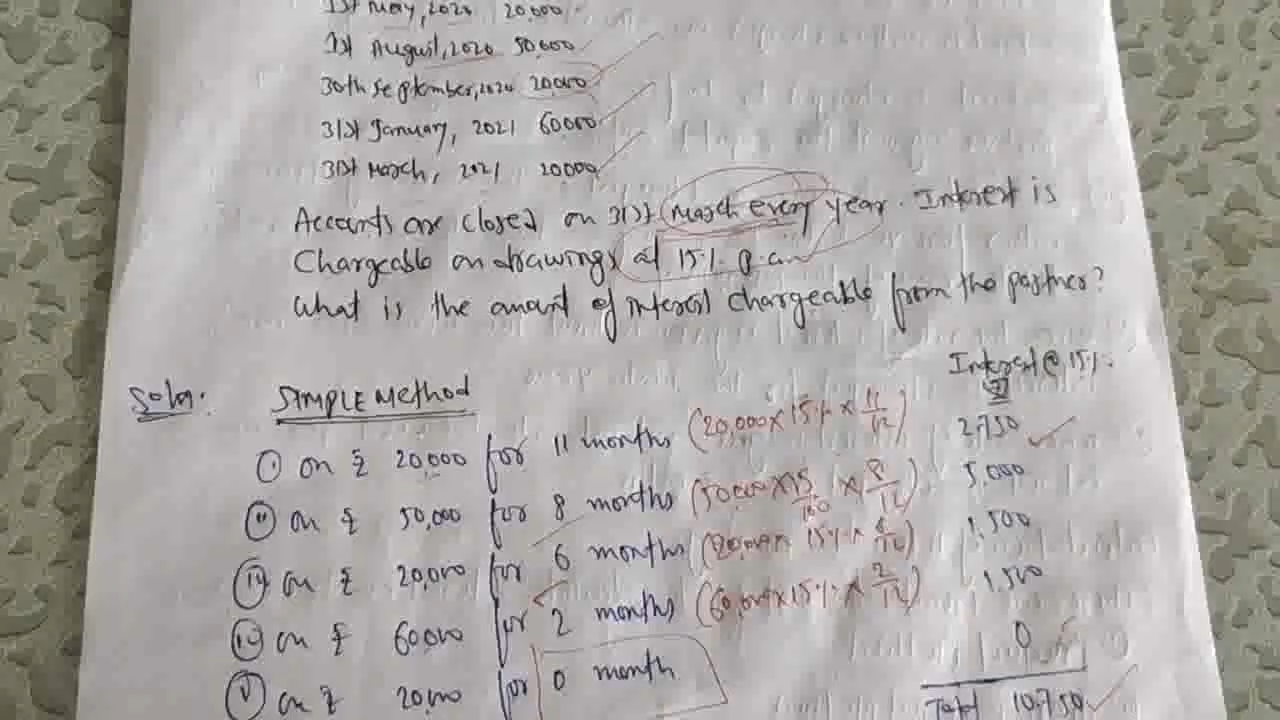 1st May, 2020 20,000
1st August, 2020 50,000
30th September, 2020 20,000
31st January, 2021 60,000
31st March, 2021 20,000
Accounts are closed on 31st March every year. Interest is
Chargeable on drawings at 15% p.a.
What is the amount of interest chargeable from the partner?
Interest @ 15%
Soln. SIMPLE Method ₹
(i) on ₹ 20,000 for 11 months (20,000 × 15% × 11/12) 2,750
(ii) on ₹ 50,000 for 8 months (50,000 × 15/100 × 8/12) 5,000
on ₹ 20,000 for 6 months (20,000 × 15% × 6/12) 1,500
(iv) on ₹ 60,000 for 2 months (60,000 × 15% × 2/12) 1,500
(v) on ₹ 20,000 for 0 month 0
Total 10,750